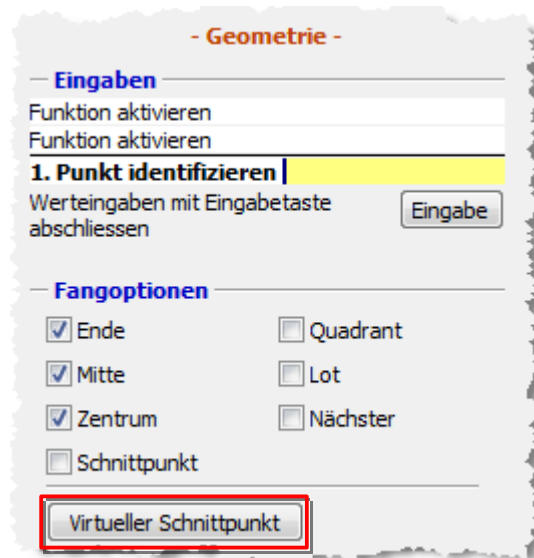 - Geometrie -
Eingaben
Funktion aktivieren
Funktion aktivieren
1. Punkt identifizieren
Werteingaben mit Eingabetaste
abschliessen
Eingabe
Fangoptionen
Ende
Quadrant
Mitte
Lot
Zentrum
Nächster
Schnittpunkt
Virtueller Schnittpunkt